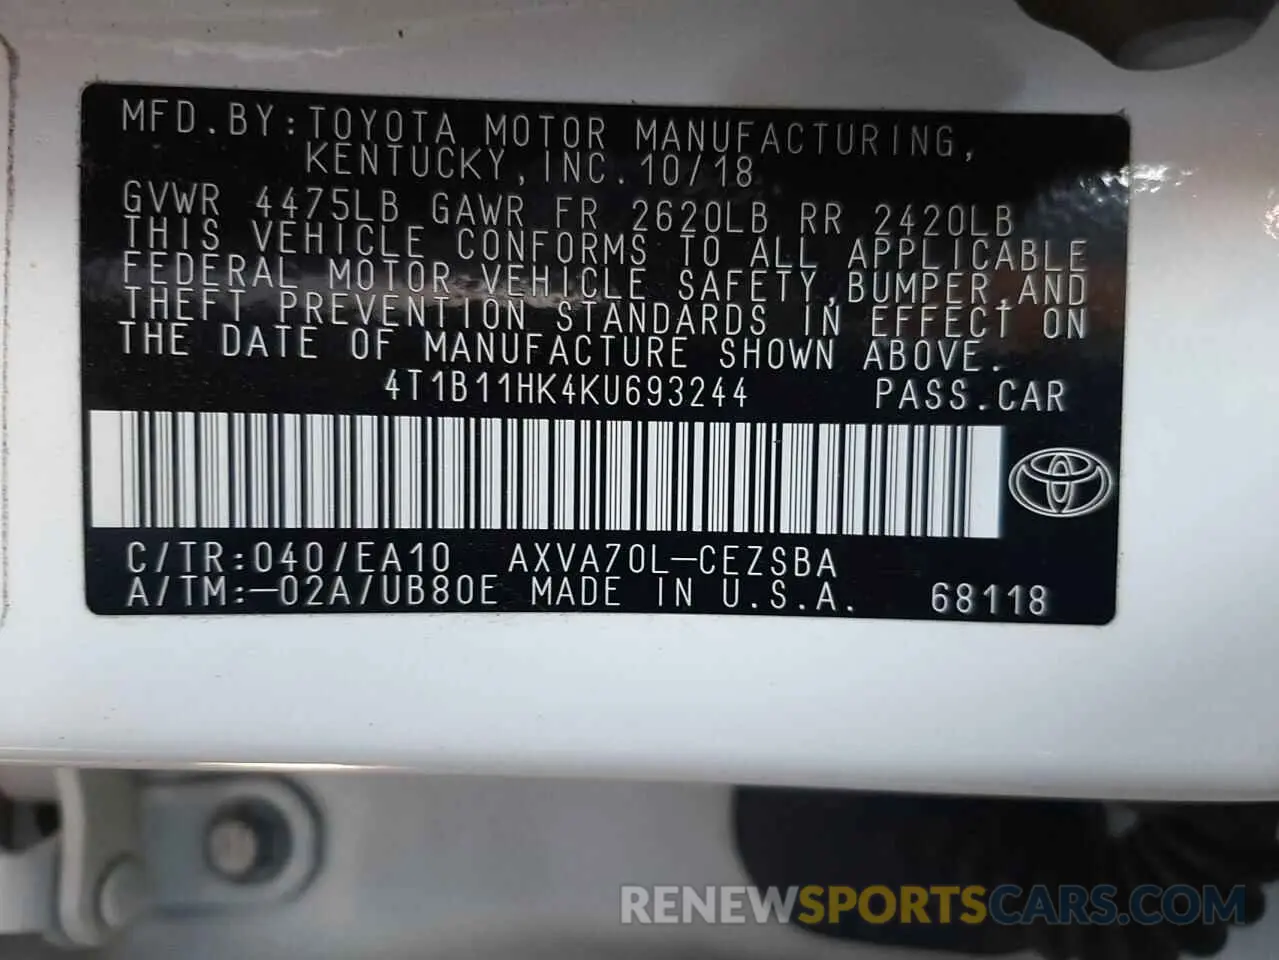 MFD.BY:TOYOTA MOTOR MANUFACTURING,
KENTUCKY,INC.10/18
GVWR 4475LB GAWR FR 2620LB RR 2420LB
THIS VEHICLE CONFORMS TO ALL APPLICABLE
FEDERAL MOTOR VEHICLE SAFETY,BUMPER,AND
THEFT PREVENTION STANDARDS IN EFFECT ON
THE DATE OF MANUFACTURE SHOWN ABOVE.
4T1B11HK4KU693244 PASS.CAR
C/TR:040/EA10 AXVA70L-CEZSBA
A/TM:-02A/UB80E MADE IN U.S.A. 68118
RENEWSPORTSCARS.COM